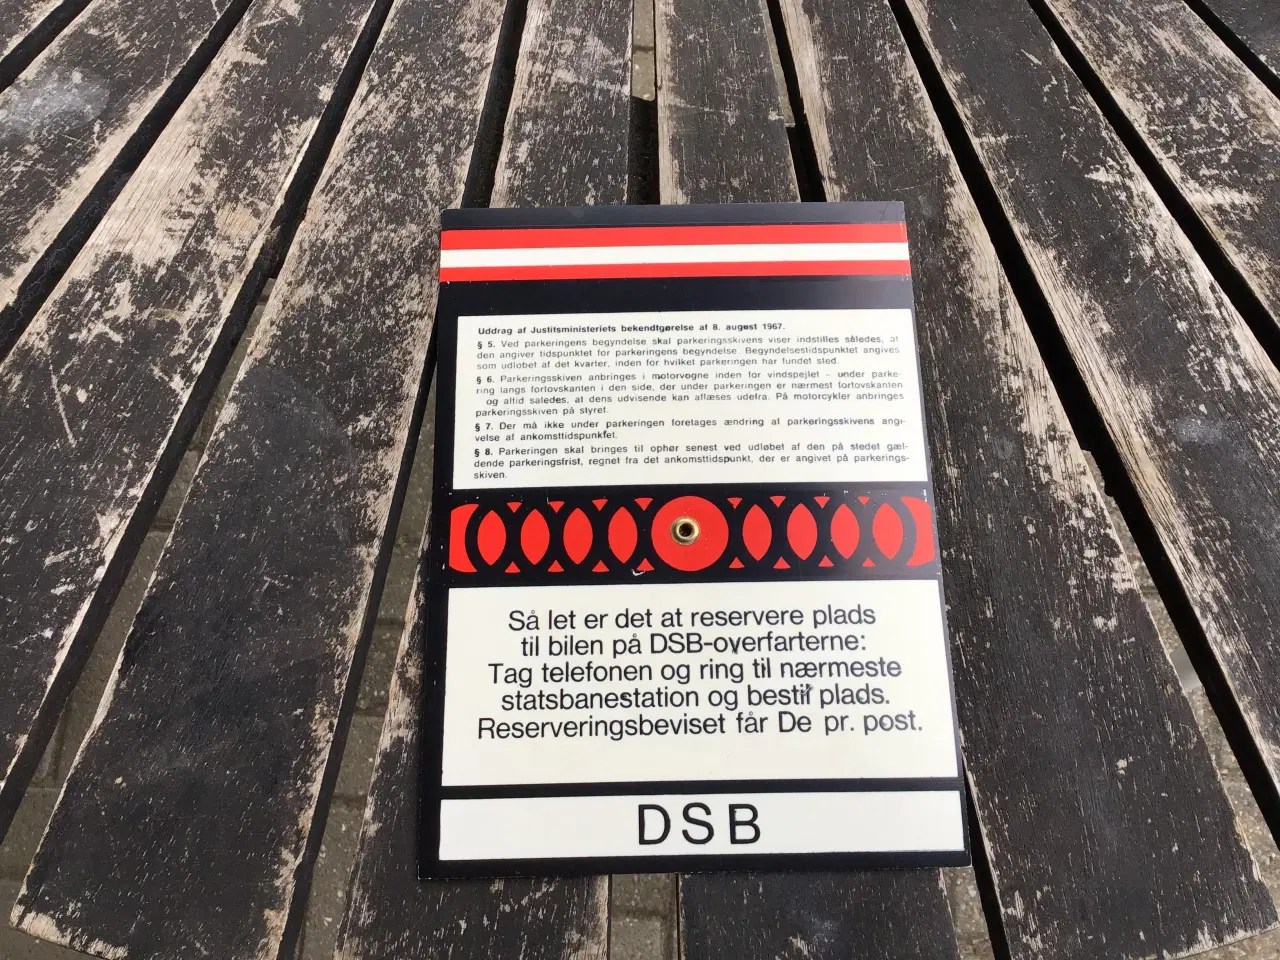 Uddrag af Justitsministeriets bekendtgørelse af 8. august 1967.
§ 5. Ved parkeringens begyndelse skal parkeringsskivens viser indstilles således, at
den angiver tidspunktet for parkeringens begyndelse. Begyndelsestidspunktet angives
som udløbet af det kvarter, inden for hvilket parkeringen har fundet sted.
§ 6. Parkeringsskiven anbringes i motorvogne inden for vindspejlet - under parke-
ring langs fortovskanten i den side, der under parkeringen er nærmest fortovskanten
og altid således, at dens udvisende kan aflæses udefra. På motorcykler anbringes
parkeringsskiven på styret.
§ 7. Der må ikke under parkeringen foretages ændring af parkeringsskivens angi-
velse af ankomsttidspunktet.
§ 8. Parkeringen skal bringes til ophør senest ved udløbet af den på stedet gæl-
dende parkeringsfrist, regnet fra det ankomsttidspunkt, der er angivet på parkerings-
skiven.
Så let er det at reservere plads
til bilen på DSB-overfarterne:
Tag telefonen og ring til nærmeste
statsbanestation og bestil plads.
Reserveringsbeviset får De pr. post.
DSB